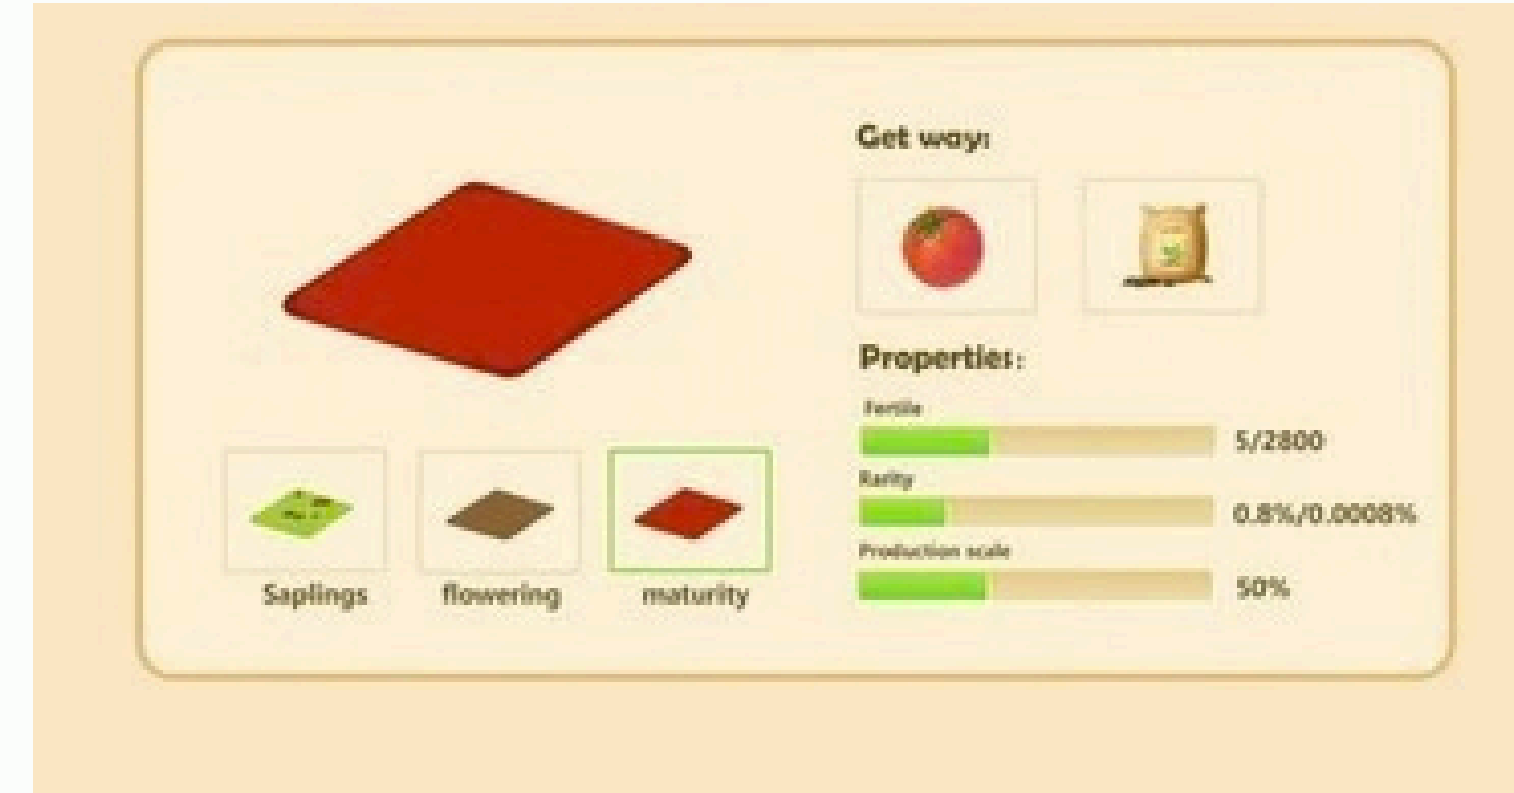 Get way:
Properties:
Fertile
5/2800
Rarity
0.8%/0.0008%
Production scale
50%
Saplings
flowering
maturity